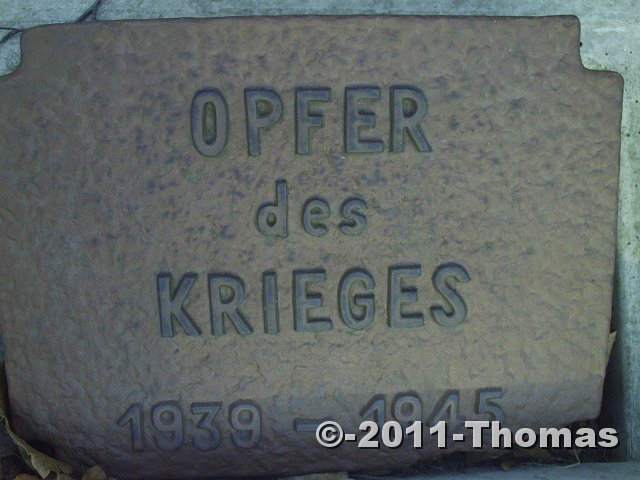 OPFER
des
KRIEGES
1939 – 1945
©-2011-Thomas